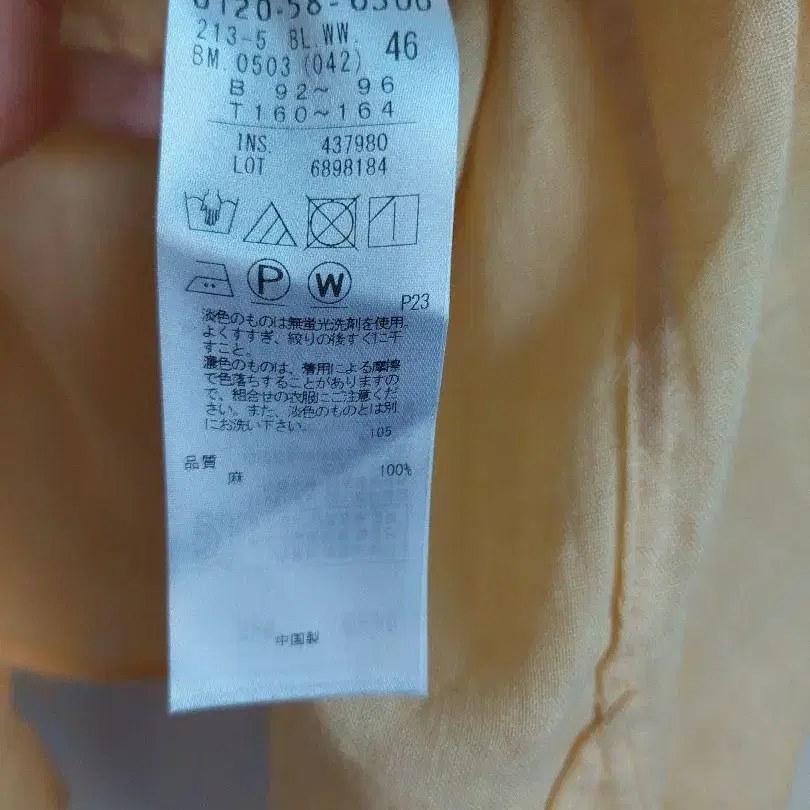 0120-58-0300
213-5 BL.WW. 46
BM.0503(042)
B 92~ 96
T160~164
INS. 437980
LOT 6898184
P
W
P23
淡色のものは無蛍光洗剤を使用。
よくすすぎ、絞りの後すぐに干
すこと。
濃色のものは、着用による摩擦
で色落ちすることがありますの
で、組合せの衣服にご注意くだ
さい。また、淡色のものとは別
にお洗い下さい。
105
品質
麻 100%
中国製